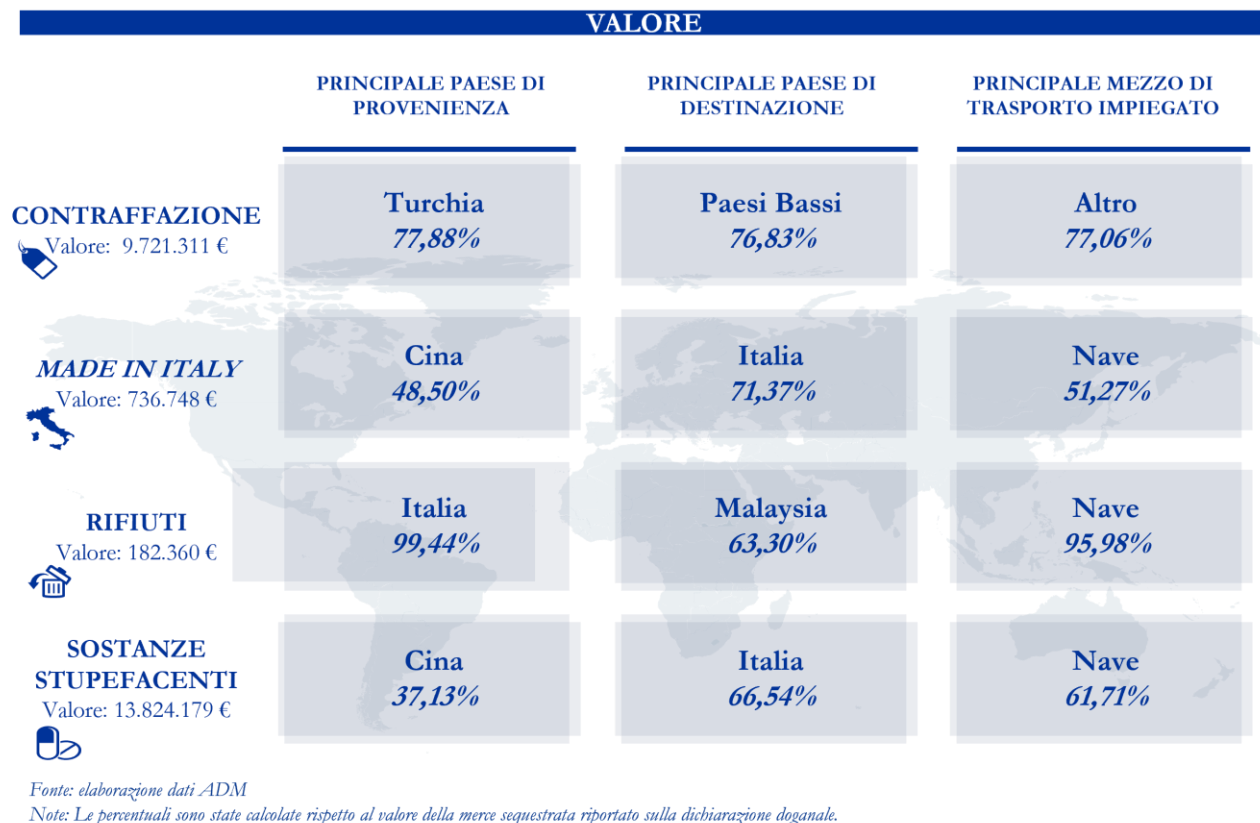 VALORE
PRINCIPALE PAESE DI
PROVENIENZA
PRINCIPALE PAESE DI
DESTINAZIONE
PRINCIPALE MEZZO DI
TRASPORTO IMPIEGATO
CONTRAFFAZIONE
Valore: 9.721.311 €
Turchia
77,88%
Paesi Bassi
76,83%
Altro
77,06%
MADE IN ITALY
Valore: 736.748 €
Cina
48,50%
Italia
71,37%
Nave
51,27%
RIFIUTI
Valore: 182.360 €
Italia
99,44%
Malaysia
63,30%
Nave
95,98%
SOSTANZE
STUPEFACENTI
Valore: 13.824.179 €
Cina
37,13%
Italia
66,54%
Nave
61,71%
Fonte: elaborazione dati ADM
Note: Le percentuali sono state calcolate rispetto al valore della merce sequestrata riportato sulla dichiarazione doganale.